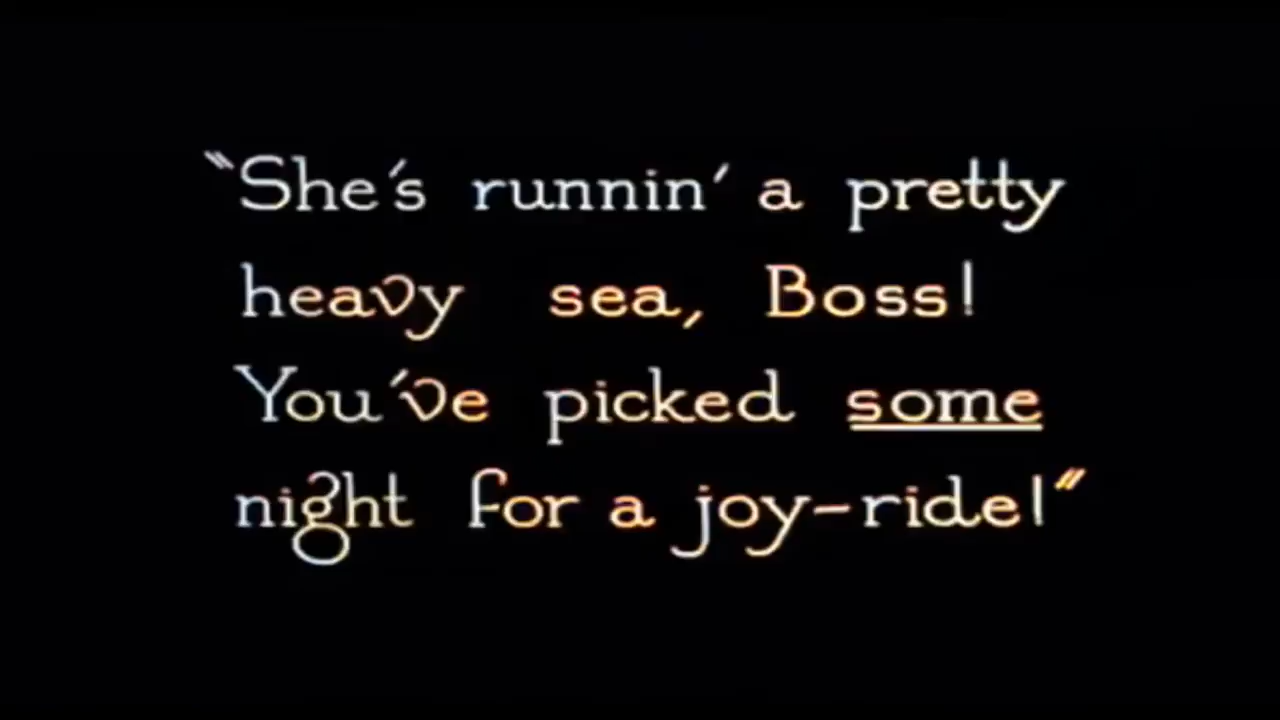 "She's runnin' a pretty
heavy sea, Boss!
You've picked some
night for a joy-ride!"